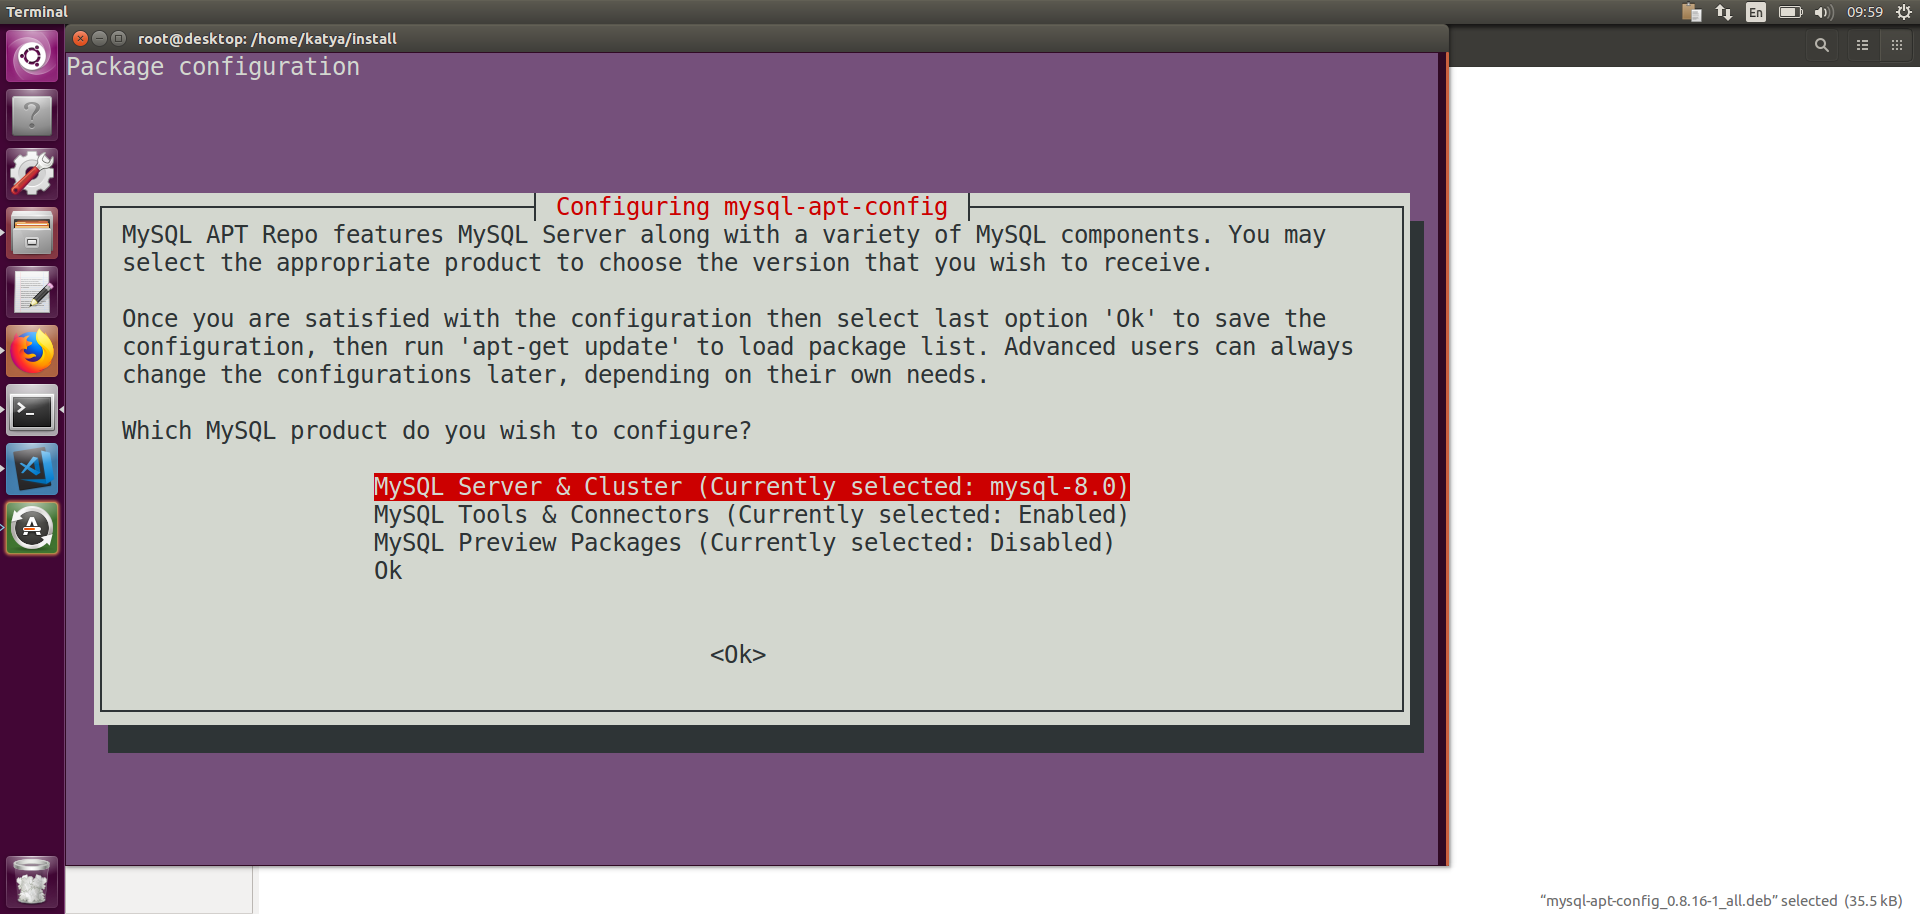 Terminal
En
09:59
root@desktop: /home/katya/install
Package configuration
Configuring mysql-apt-config
MySQL APT Repo features MySQL Server along with a variety of MySQL components. You may
select the appropriate product to choose the version that you wish to receive.
Once you are satisfied with the configuration then select last option 'Ok' to save the
configuration, then run 'apt-get update' to load package list. Advanced users can always
change the configurations later, depending on their own needs.
Which MySQL product do you wish to configure?
MySQL Server & Cluster (Currently selected: mysql-8.0)
MySQL Tools & Connectors (Currently selected: Enabled)
MySQL Preview Packages (Currently selected: Disabled)
Ok
<Ok>
“mysql-apt-config_0.8.16-1_all.deb” selected (35.5 kB)